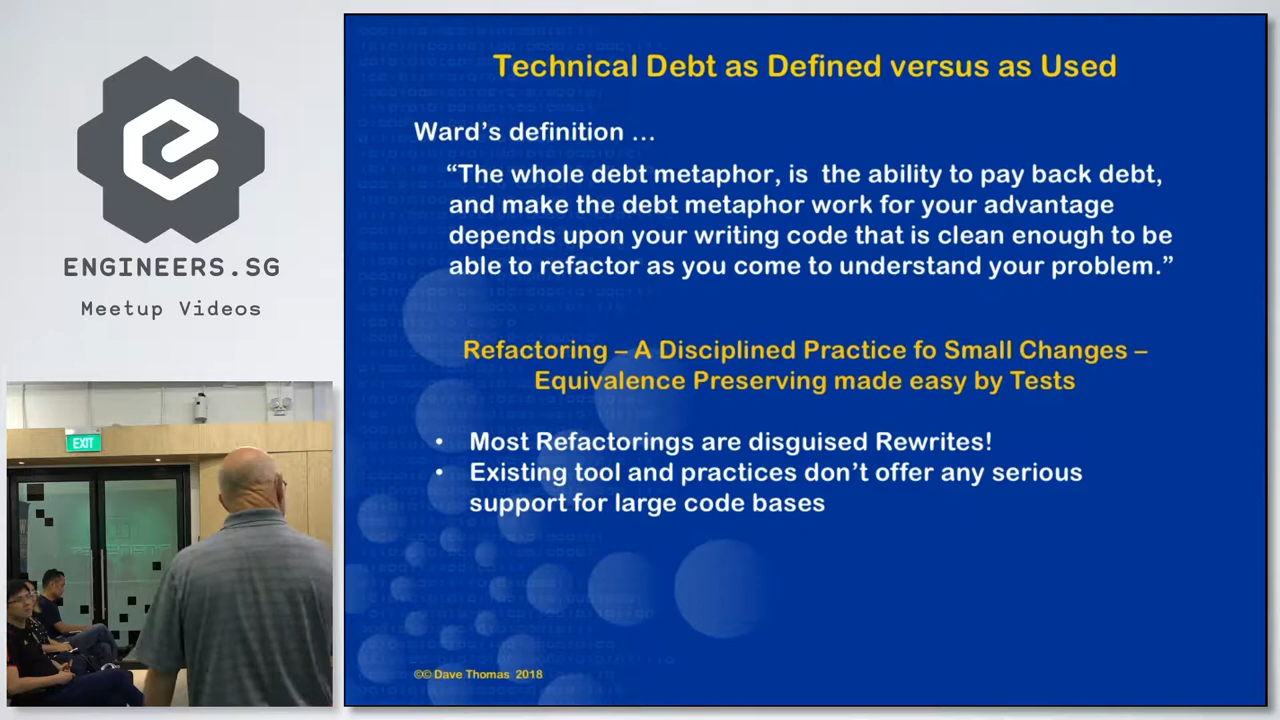 ENGINEERS.SG
Meetup Videos
EXIT
Technical Debt as Defined versus as Used
Ward's definition …
“The whole debt metaphor, is the ability to pay back debt,
and make the debt metaphor work for your advantage
depends upon your writing code that is clean enough to be
able to refactor as you come to understand your problem.”
Refactoring – A Disciplined Practice fo Small Changes –
Equivalence Preserving made easy by Tests
• Most Refactorings are disguised Rewrites!
• Existing tool and practices don't offer any serious
support for large code bases
©© Dave Thomas 2018